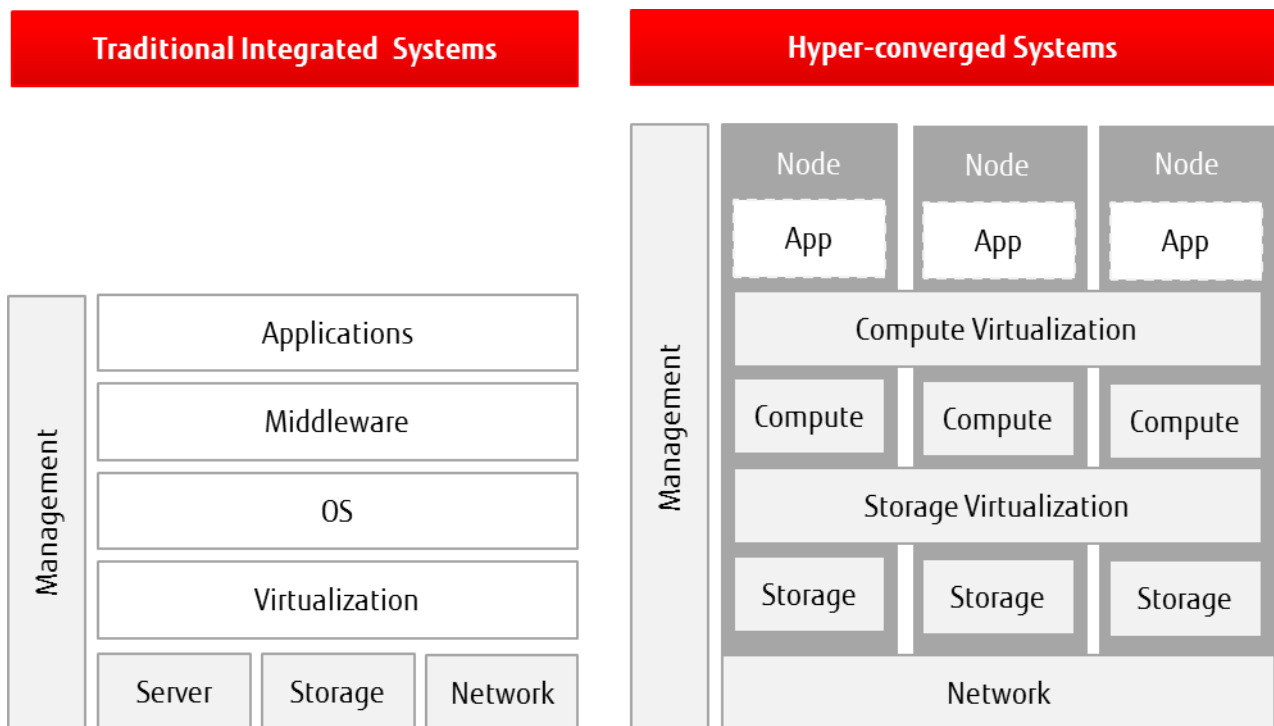 Traditional Integrated Systems
Management
Applications
Middleware
OS
Virtualization
Server Storage Network
Hyper-converged Systems
Management
Node Node Node
App App App
Compute Virtualization
Compute Compute Compute
Storage Virtualization
Storage Storage Storage
Network